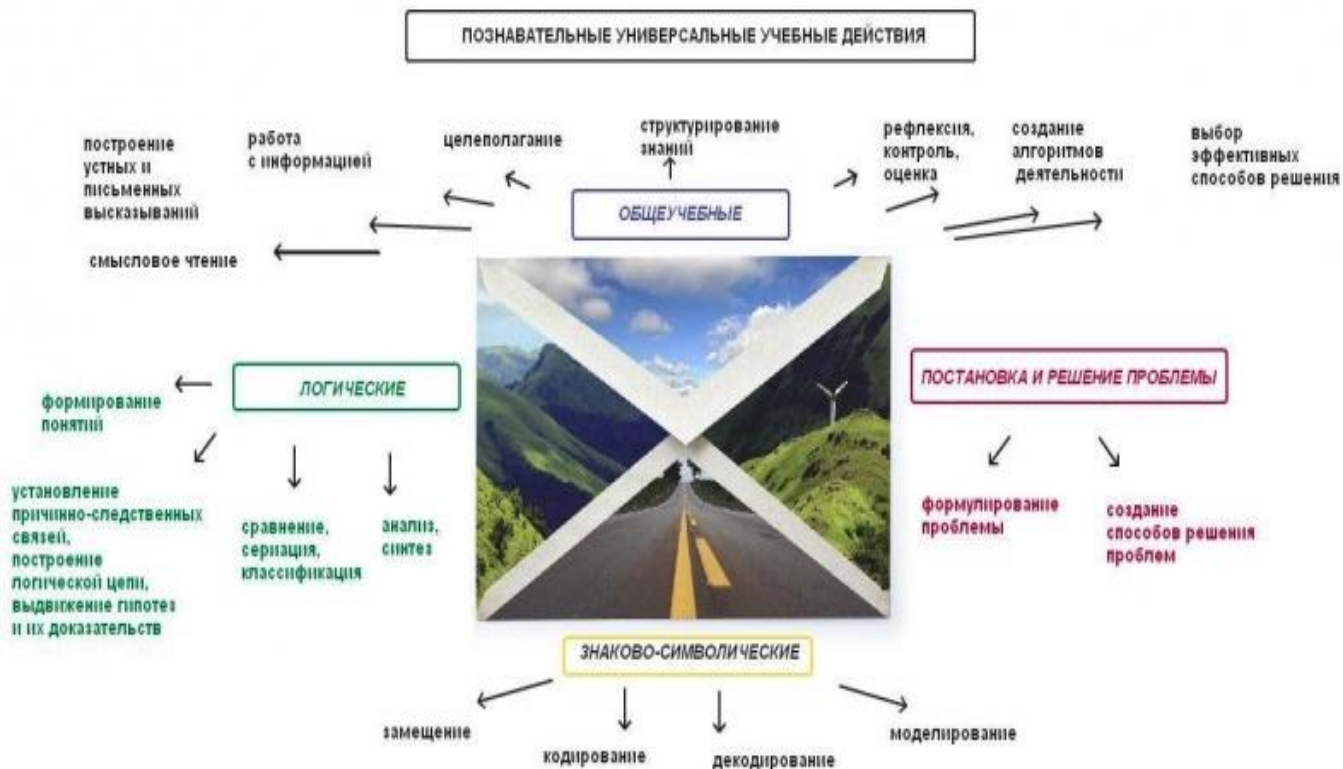 ПОЗНАВАТЕЛЬНЫЕ УНИВЕРСАЛЬНЫЕ УЧЕБНЫЕ ДЕЙСТВИЯ
построение
устных и
письменных
высказываний
работа
с информацией
целеполагание
структурирование
знаний
рефлексия,
контроль,
оценка
создание
алгоритмов
деятельности
выбор
эффективных
способов решения
ОБЩЕУЧЕБНЫЕ
смысловое чтение
ЛОГИЧЕСКИЕ
формирование
понятий
установление
причинно-следственных
связей,
построение
логической цепи,
выдвижение гипотез
и их доказательств
сравнение,
сериация,
классификация
анализ,
синтез
ПОСТАНОВКА И РЕШЕНИЕ ПРОБЛЕМЫ
формулирование
проблемы
создание
способов решения
проблем
ЗНАКОВО-СИМВОЛИЧЕСКИЕ
замещение
кодирование
декодирование
моделирование